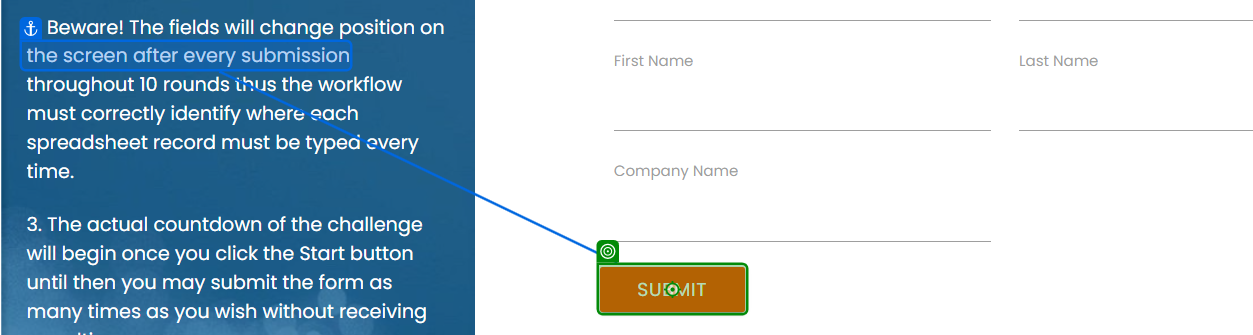 Beware! The fields will change position on
the screen after every submission
throughout 10 rounds thus the workflow
must correctly identify where each
spreadsheet record must be typed every
time.
3. The actual countdown of the challenge
will begin once you click the Start button
until then you may submit the form as
many times as you wish without receiving
First Name
Last Name
Company Name
SUBMIT